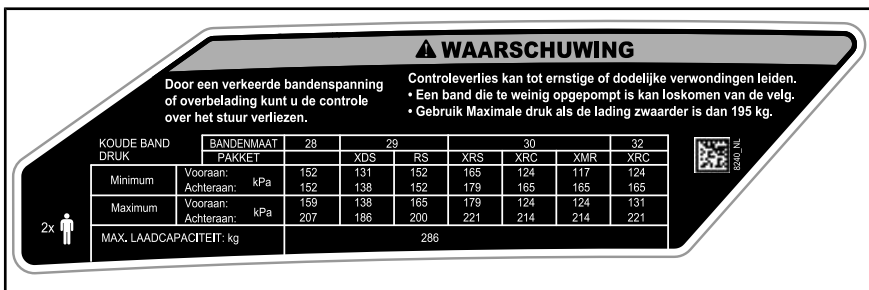 WAARSCHUWING
Door een verkeerde bandenspanning
of overbelading kunt u de controle
over het stuur verliezen.
Controleverlies kan tot ernstige of dodelijke verwondingen leiden.
• Een band die te weinig opgepompt is kan loskomen van de velg.
• Gebruik Maximale druk als de lading zwaarder is dan 195 kg.
KOUDE BAND DRUK
BANDENMAAT 28 29 30 32
PAKKET XDS RS XRS XRC XMR XRC
Minimum Vooraan: kPa 152 131 152 165 124 117 124
Achteraan: 152 138 152 179 165 165 165
Maximum Vooraan: kPa 159 138 165 179 124 124 131
Achteraan: 207 186 200 221 214 214 221
MAX. LAADCAPACITEIT: kg 286
2x
8240_NL